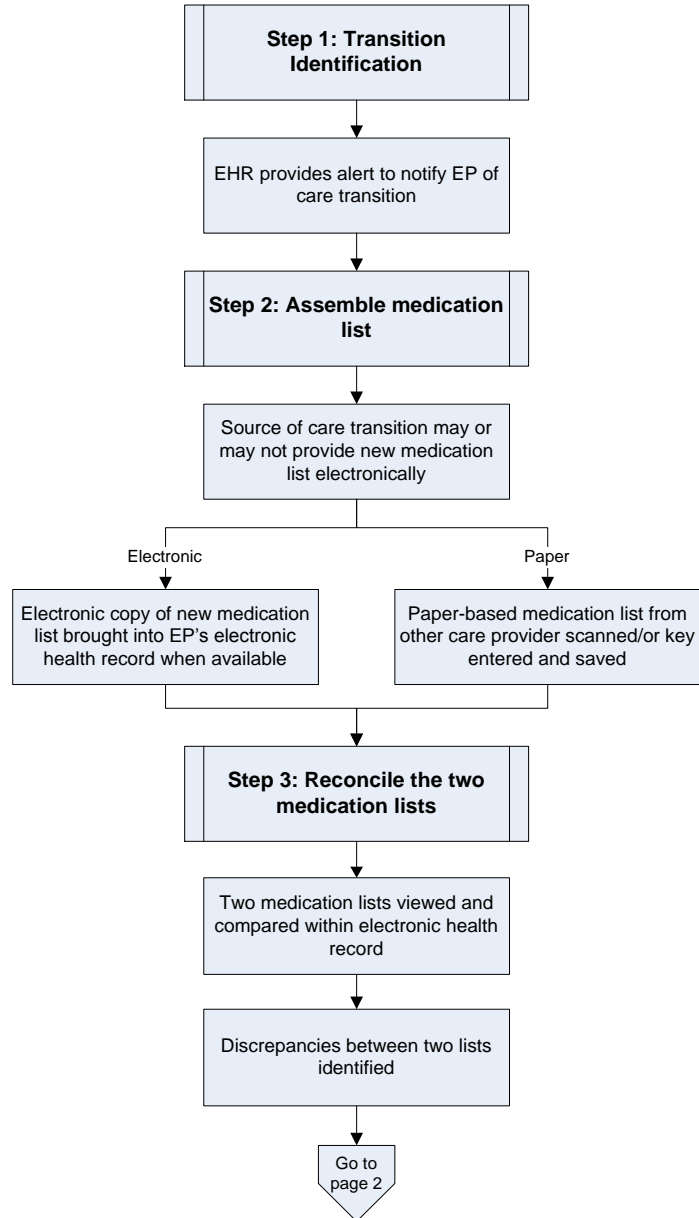 Step 1: Transition
Identification
EHR provides alert to notify EP of
care transition
Step 2: Assemble medication
list
Source of care transition may or
may not provide new medication
list electronically
Electronic
Paper
Electronic copy of new medication
list brought into EP’s electronic
health record when available
Paper-based medication list from
other care provider scanned/or key
entered and saved
Step 3: Reconcile the two
medication lists
Two medication lists viewed and
compared within electronic health
record
Discrepancies between two lists
identified
Go to
page 2